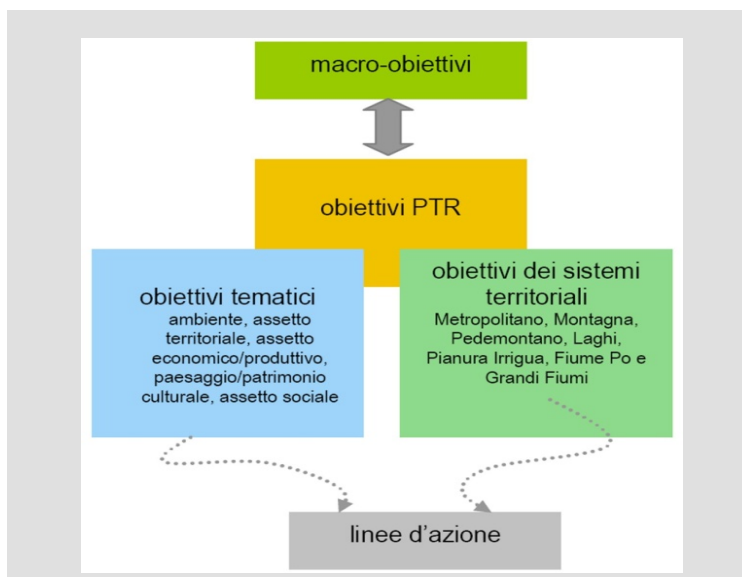 macro-obiettivi
obiettivi PTR
obiettivi tematici
ambiente, assetto
territoriale, assetto
economico/produttivo,
paesaggio/patrimonio
culturale, assetto sociale
obiettivi dei sistemi
territoriali
Metropolitano, Montagna,
Pedemontano, Laghi,
Pianura Irrigua, Fiume Po e
Grandi Fiumi
linee d'azione